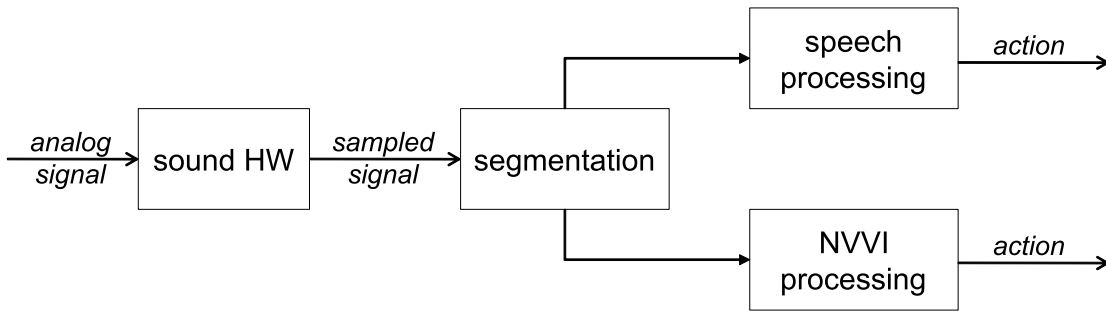 analog
signal
sound HW
sampled
signal
segmentation
speech
processing
action
NVVI
processing
action